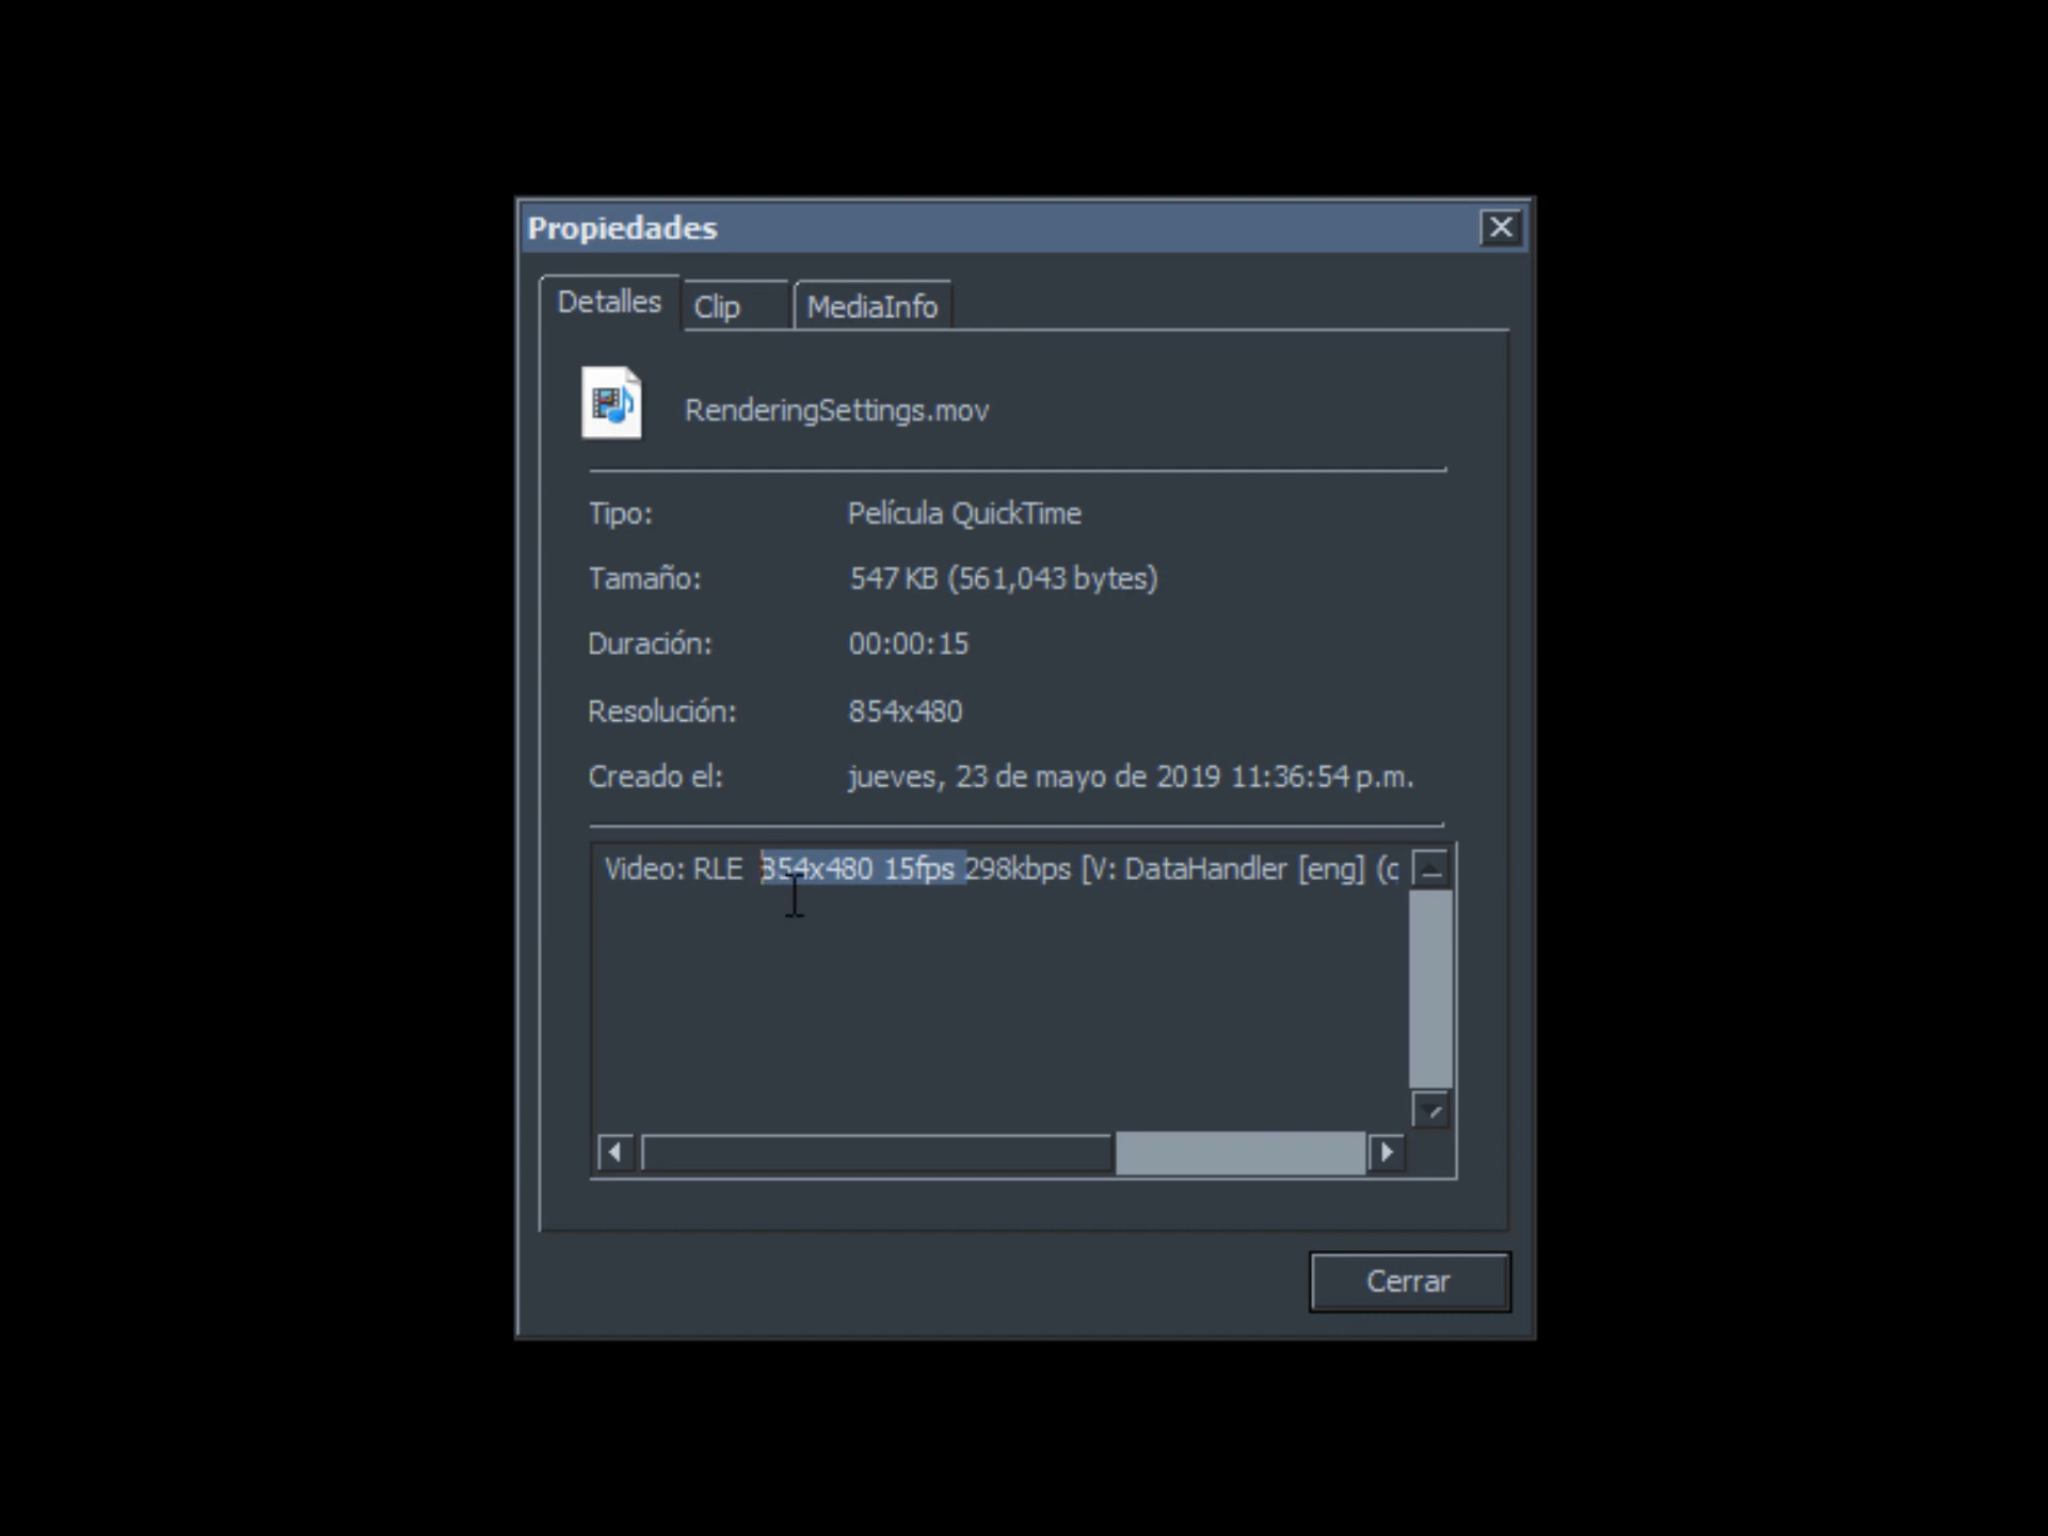 Propiedades
Detalles Clip MediaInfo
RenderingSettings.mov
Tipo: Película QuickTime
Tamaño: 547 KB (561,043 bytes)
Duración: 00:00:15
Resolución: 854x480
Creado el: jueves, 23 de mayo de 2019 11:36:54 p.m.
Video: RLE 854x480 15fps 298kbps [V: DataHandler [eng] (c
Cerrar